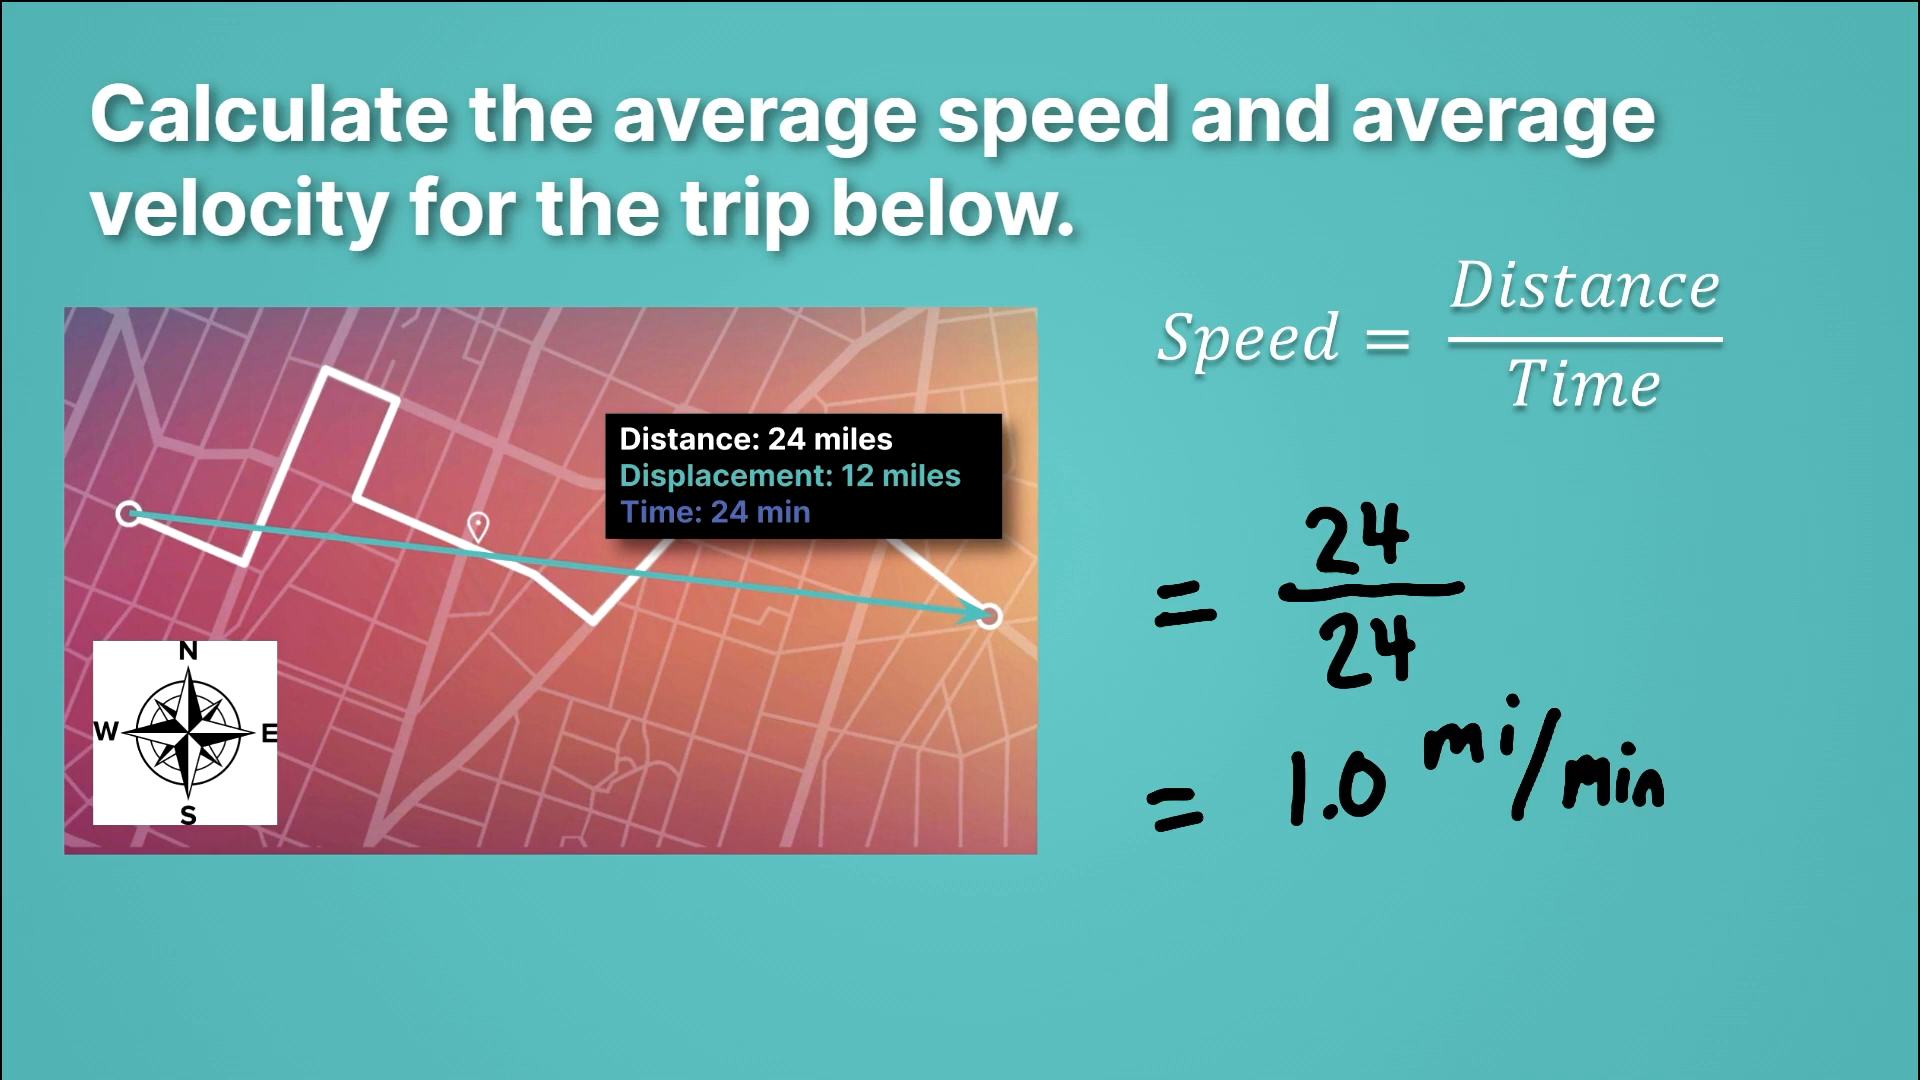 Calculate the average speed and average
velocity for the trip below.
Speed = Distance / Time
Distance: 24 miles
Displacement: 12 miles
Time: 24 min
= 24 / 24
= 1.0 mi/min
N
W E
S